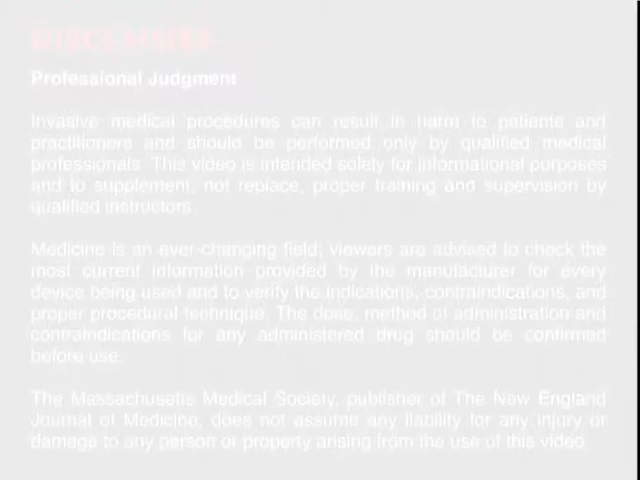 DISCLAIMER
Professional Judgment
Invasive medical procedures can result in harm to patients and
practitioners and should be performed only by qualified medical
professionals. This video is intended solely for informational purposes
and to supplement, not replace, proper training and supervision by
qualified instructors.
Medicine is an ever-changing field; viewers are advised to check the
most current information provided by the manufacturer for every
device being used and to verify the indications, contraindications, and
proper procedural technique. The dose, method of administration and
contraindications for any administered drug should be confirmed
before use.
The Massachusetts Medical Society, publisher of The New England
Journal of Medicine, does not assume any liability for any injury or
damage to any person or property arising from the use of this video.